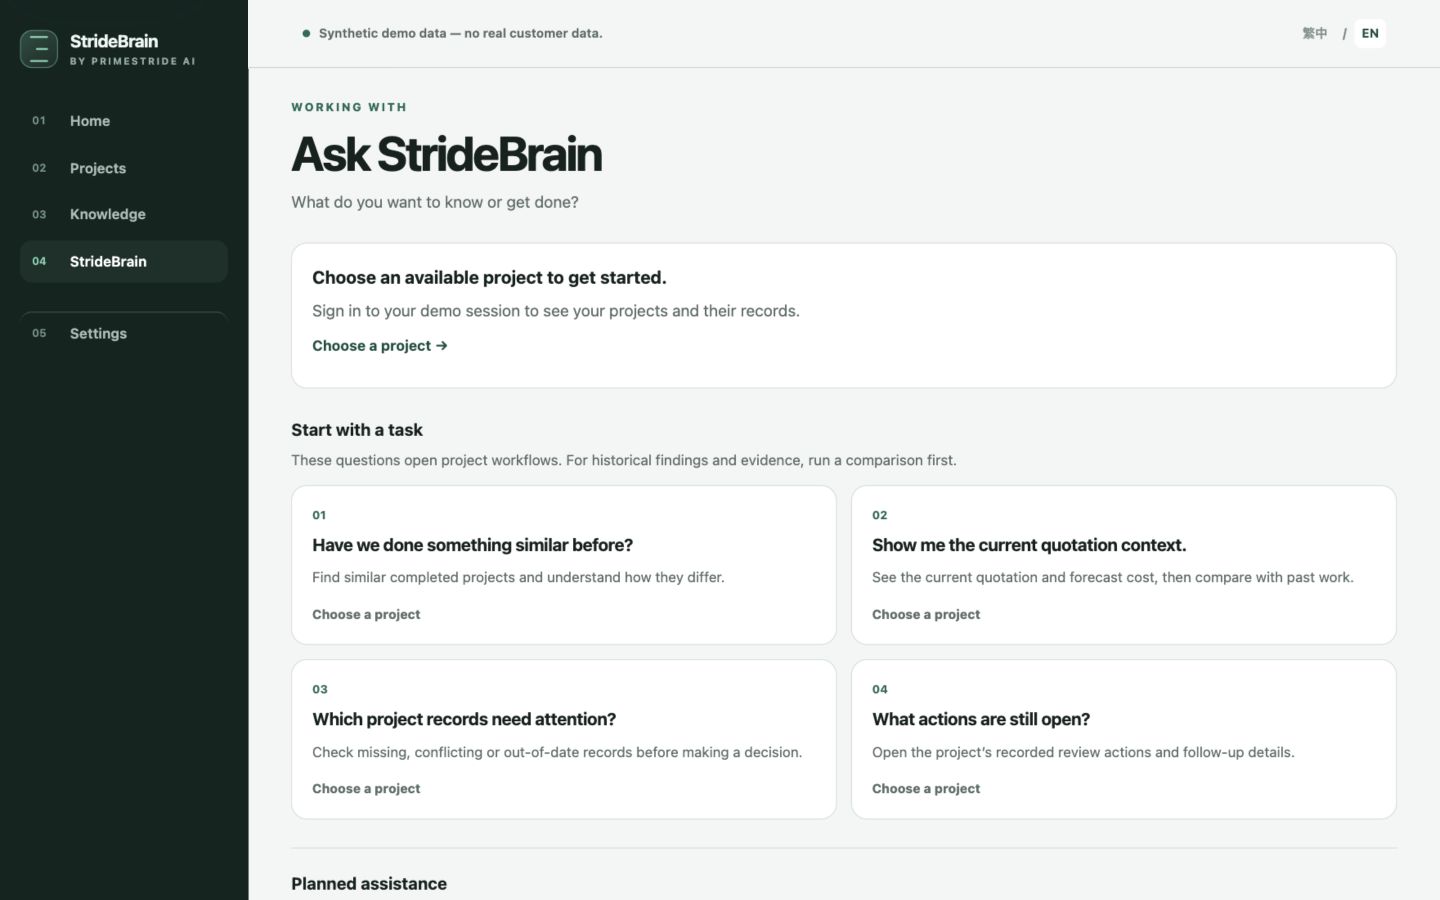 StrideBrain
BY PRIMESTRIDE AI
01 Home
02 Projects
03 Knowledge
04 StrideBrain
05 Settings
Synthetic demo data — no real customer data.
繁中 / EN
WORKING WITH
Ask StrideBrain
What do you want to know or get done?
Choose an available project to get started.
Sign in to your demo session to see your projects and their records.
Choose a project →
Start with a task
These questions open project workflows. For historical findings and evidence, run a comparison first.
01
Have we done something similar before?
Find similar completed projects and understand how they differ.
Choose a project
02
Show me the current quotation context.
See the current quotation and forecast cost, then compare with past work.
Choose a project
03
Which project records need attention?
Check missing, conflicting or out-of-date records before making a decision.
Choose a project
04
What actions are still open?
Open the project’s recorded review actions and follow-up details.
Choose a project
Planned assistance